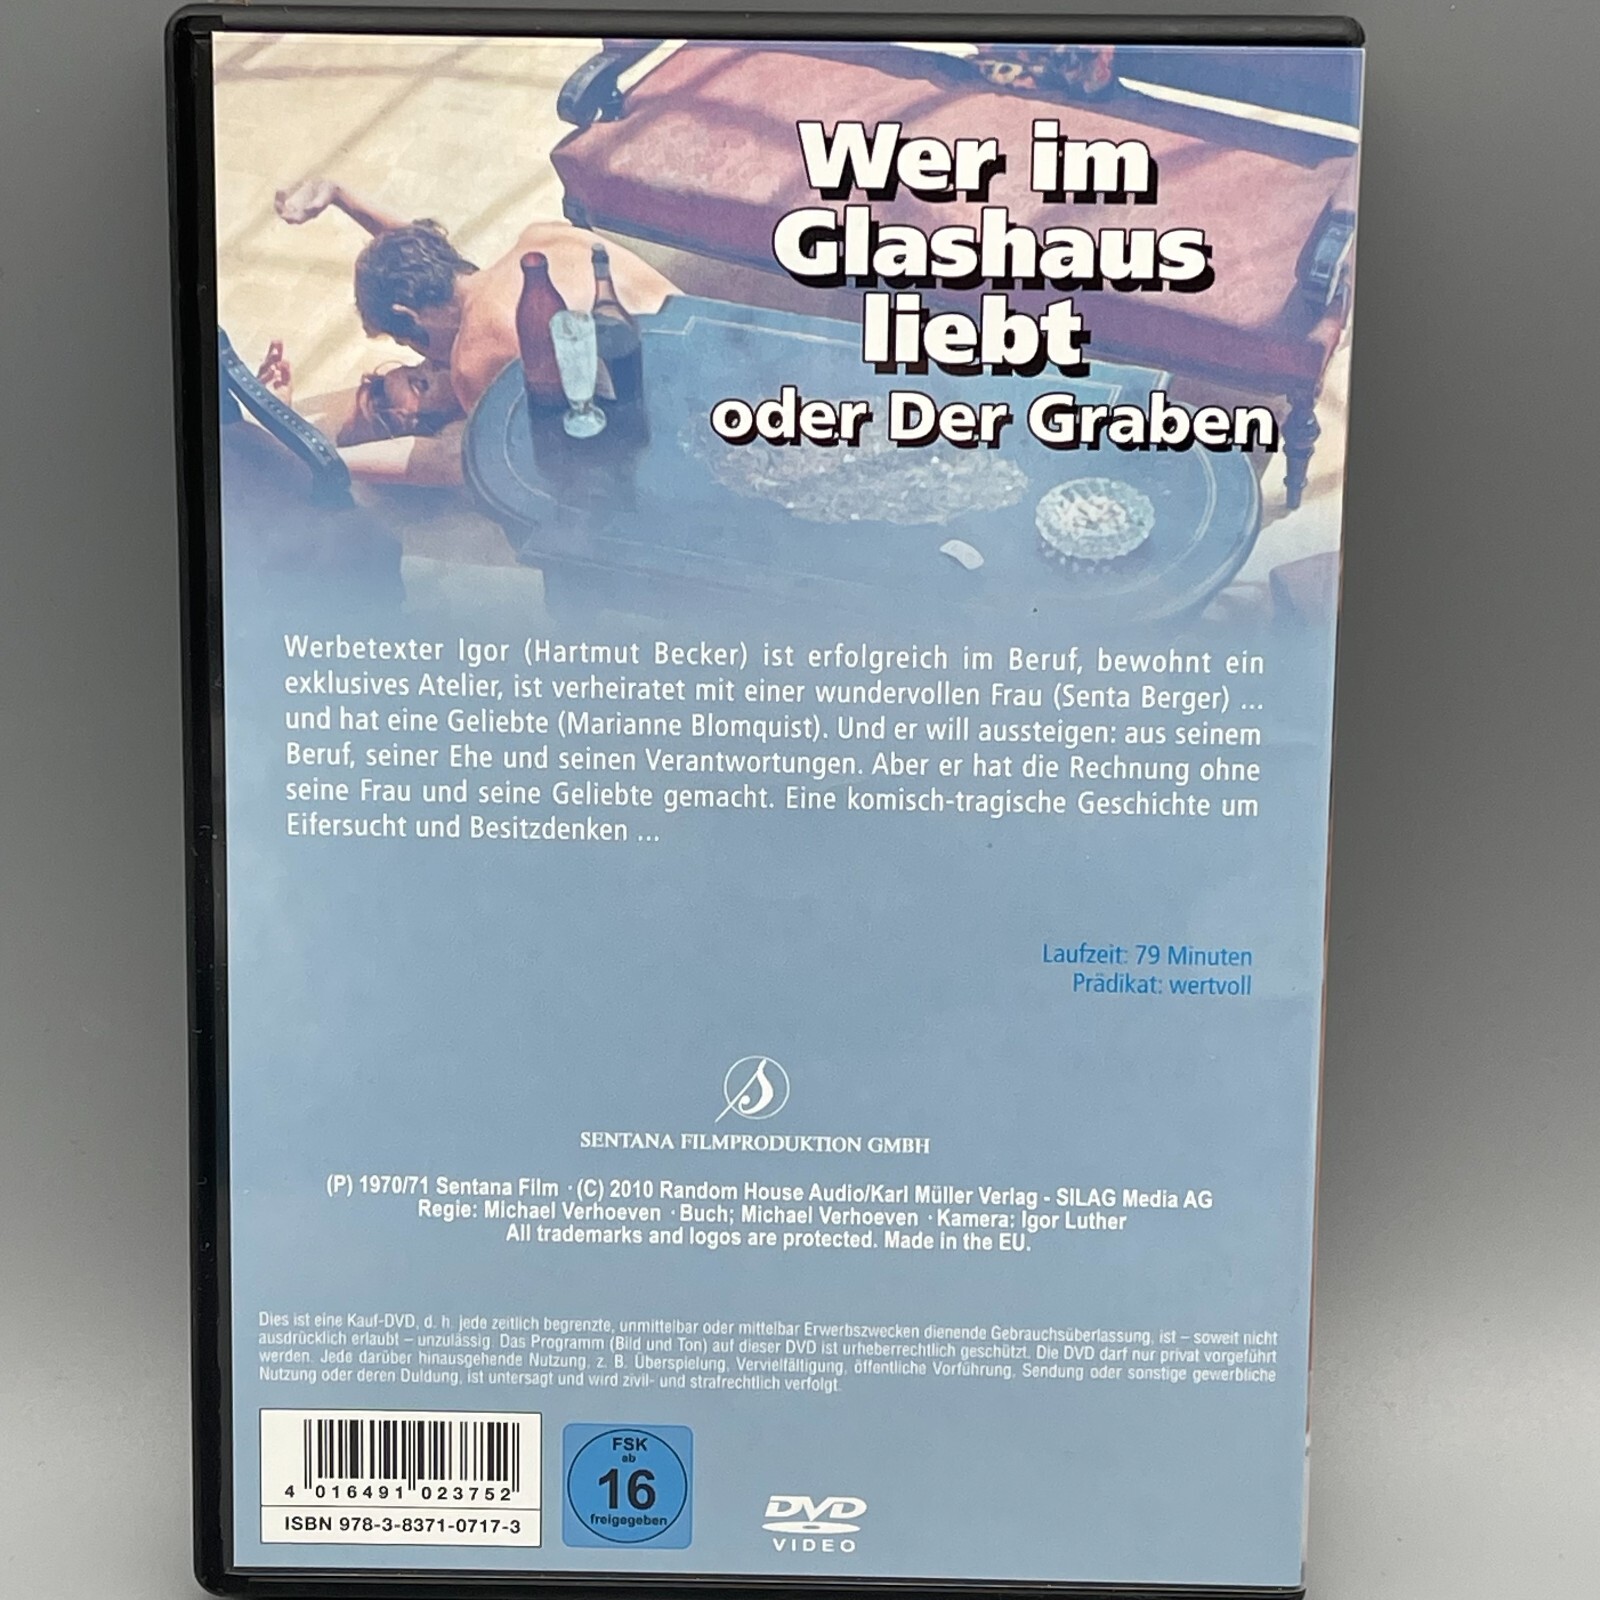 Wer im
Glashaus
liebt
oder Der Graben
Werbetexter Igor (Hartmut Becker) ist erfolgreich im Beruf, bewohnt ein
exklusives Atelier, ist verheiratet mit einer wundervollen Frau (Senta Berger) ...
und hat eine Geliebte (Marianne Blomquist). Und er will aussteigen: aus seinem
Beruf, seiner Ehe und seinen Verantwortungen. Aber er hat die Rechnung ohne
seine Frau und seine Geliebte gemacht. Eine komisch-tragische Geschichte um
Eifersucht und Besitzdenken ...
Laufzeit: 79 Minuten
Prädikat: wertvoll
SENTANA FILMPRODUKTION GMBH
(P) 1970/71 Sentana Film · (C) 2010 Random House Audio/Karl Müller Verlag - SILAG Media AG
Regie: Michael Verhoeven · Buch; Michael Verhoeven · Kamera: Igor Luther
All trademarks and logos are protected. Made in the EU.
Dies ist eine Kauf-DVD, d. h. jede zeitlich begrenzte, unmittelbar oder mittelbar Erwerbszwecken dienende Gebrauchsüberlassung, ist – soweit nicht
ausdrücklich erlaubt – unzulässig. Das Programm (Bild und Ton) auf dieser DVD ist urheberrechtlich geschützt. Die DVD darf nur privat vorgeführt
werden. Jede darüber hinausgehende Nutzung, z. B. Überspielung, Vervielfältigung, öffentliche Vorführung, Sendung oder sonstige gewerbliche
Nutzung oder deren Duldung, ist untersagt und wird zivil- und strafrechtlich verfolgt.
4 016491 023752
ISBN 978-3-8371-0717-3
FSK
ab
16
freigegeben
DVD
VIDEO